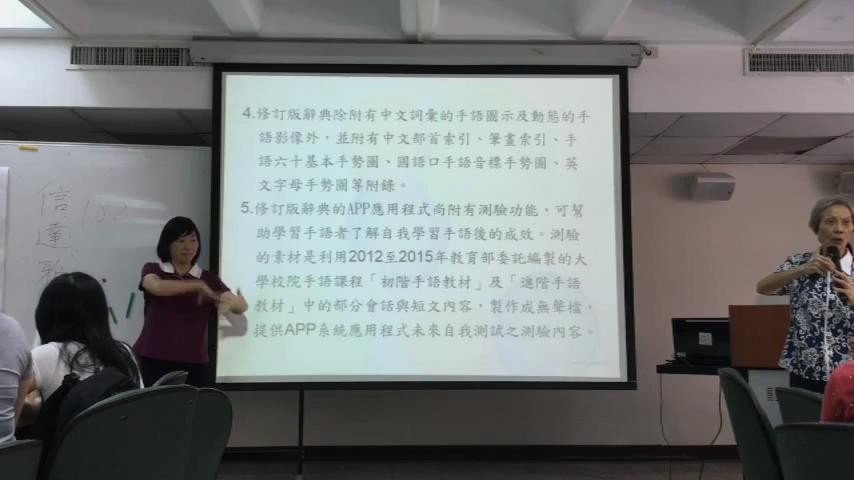 4.修訂版辭典除附有中文詞彙的手語圖示及動態的手
語影像外，並附有中文部首索引、筆畫索引、手
語六十基本手勢圖、國語口手語音標手勢圖、英
文字母手勢圖等附錄。
5.修訂版辭典的APP應用程式尚附有測驗功能，可幫
助學習手語者了解自我學習手語後的成效。測驗
的素材是利用2012至2015年教育部委託編製的大
學校院手語課程「初階手語教材」及「進階手語
教材」中的部分會話與短文內容，製作成無聲檔，
提供APP系統應用程式未來自我測試之測驗內容。
信達雅
102